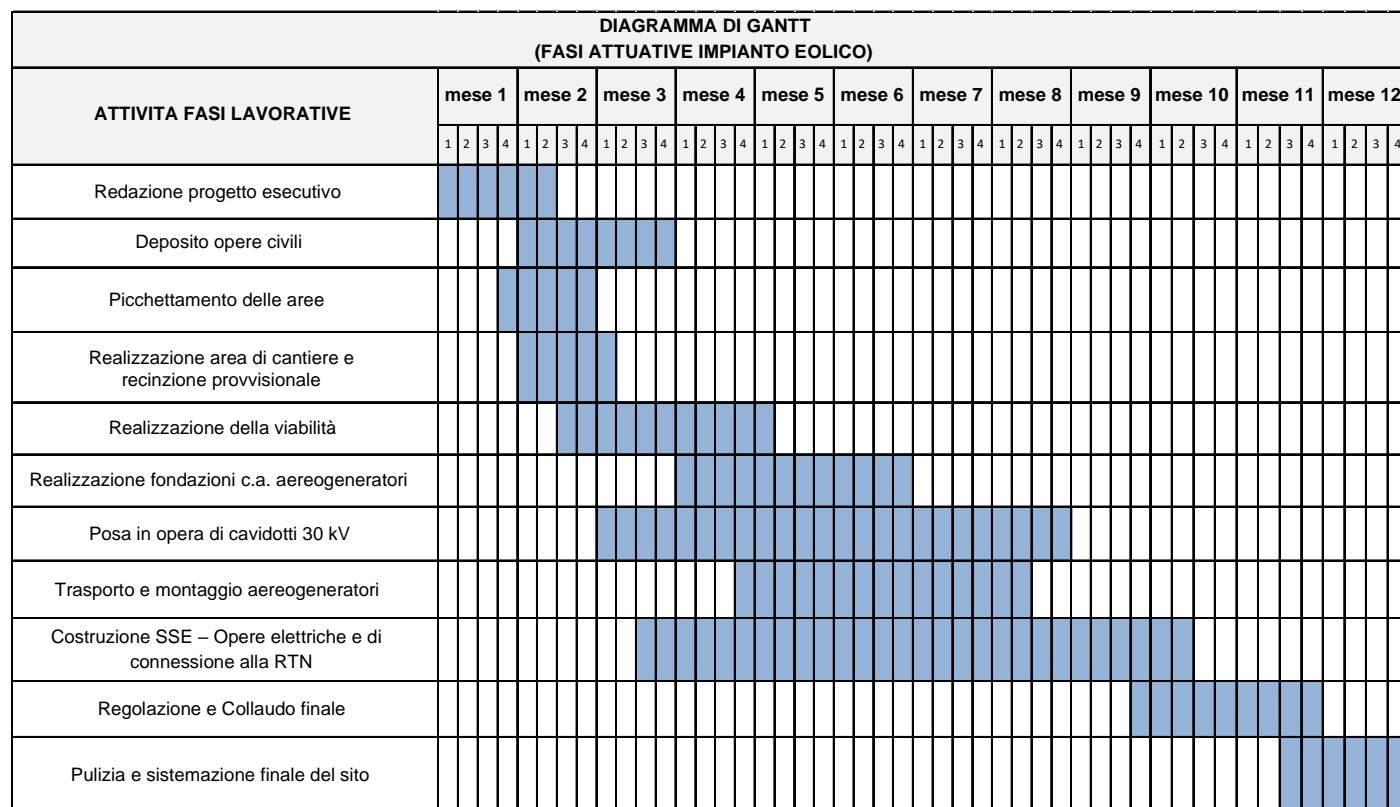 DIAGRAMMA DI GANTT
(FASI ATTUATIVE IMPIANTO EOLICO)
ATTIVITA FASI LAVORATIVE
mese 1 mese 2 mese 3 mese 4 mese 5 mese 6 mese 7 mese 8 mese 9 mese 10 mese 11 mese 12
1 2 3 4 1 2 3 4 1 2 3 4 1 2 3 4 1 2 3 4 1 2 3 4 1 2 3 4 1 2 3 4 1 2 3 4 1 2 3 4 1 2 3 4 1 2 3 4
Redazione progetto esecutivo
Deposito opere civili
Picchettamento delle aree
Realizzazione area di cantiere e
recinzione provvisionale
Realizzazione della viabilità
Realizzazione fondazioni c.a. aereogeneratori
Posa in opera di cavidotti 30 kV
Trasporto e montaggio aereogeneratori
Costruzione SSE – Opere elettriche e di
connessione alla RTN
Regolazione e Collaudo finale
Pulizia e sistemazione finale del sito